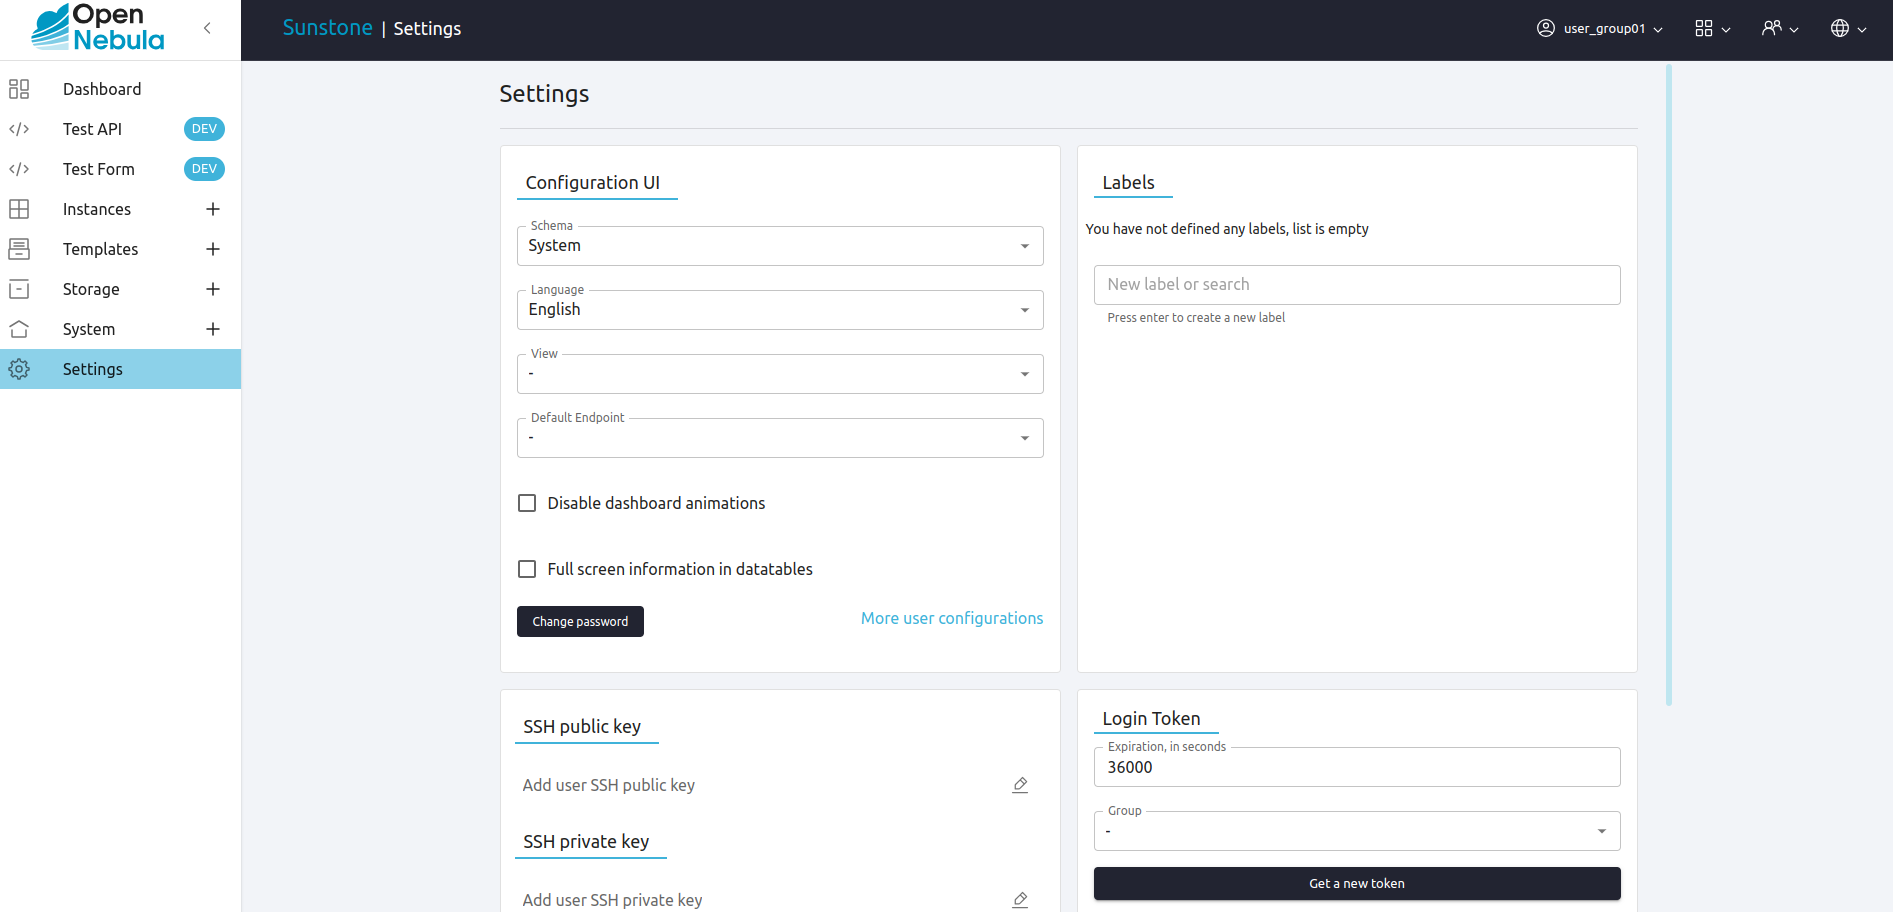 Open
Nebula
Sunstone | Settings
user_group01
Dashboard
Test API
DEV
Test Form
DEV
Instances
Templates
Storage
System
Settings
Settings
Configuration UI
Schema
System
Language
English
View
-
Default Endpoint
-
Disable dashboard animations
Full screen information in datatables
Change password
More user configurations
Labels
You have not defined any labels, list is empty
New label or search
Press enter to create a new label
SSH public key
Add user SSH public key
SSH private key
Add user SSH private key
Login Token
Expiration, in seconds
36000
Group
-
Get a new token